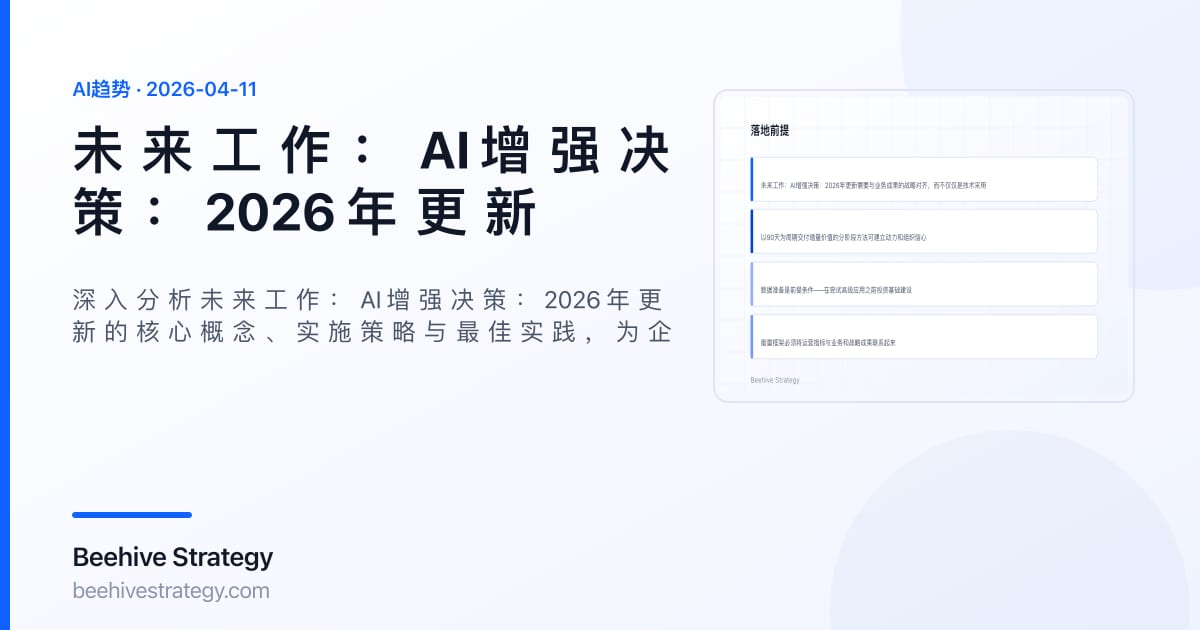 AI趋势 · 2026-04-11
未来工作：AI增强决
策：2026年更新
深入分析未来工作：AI增强决策：2026年更
新的核心概念、实施策略与最佳实践，为企
落地前提
未来工作：AI增强决策：2026年更新需要与业务成果的战略对齐，而不仅仅是技术采用
以90天为周期交付增量价值的分阶段方法可建立动力和组织信心
数据准备是前提条件——在尝试高级应用之前投资基础建设
衡量框架必须将运营指标与业务和战略成果联系起来
Beehive Strategy
Beehive Strategy
beehivestrategy.com